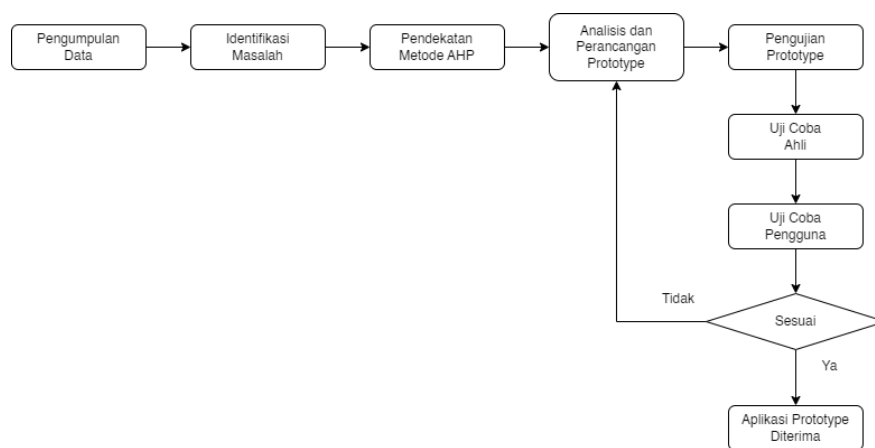 Pengumpulan
Data
Identifikasi
Masalah
Pendekatan
Metode AHP
Analisis dan
Perancangan
Prototype
Pengujian
Prototype
Uji Coba
Ahli
Uji Coba
Pengguna
Tidak
Sesuai
Ya
Aplikasi Prototype
Diterima